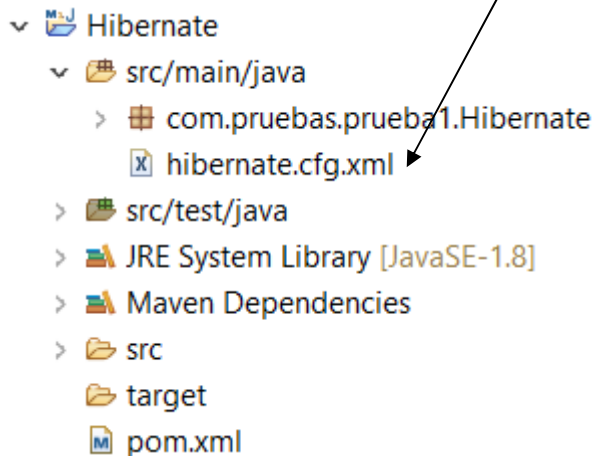 Hibernate
src/main/java
com.pruebas.prueba1.Hibernate
hibernate.cfg.xml
src/test/java
JRE System Library [JavaSE-1.8]
Maven Dependencies
src
target
pom.xml